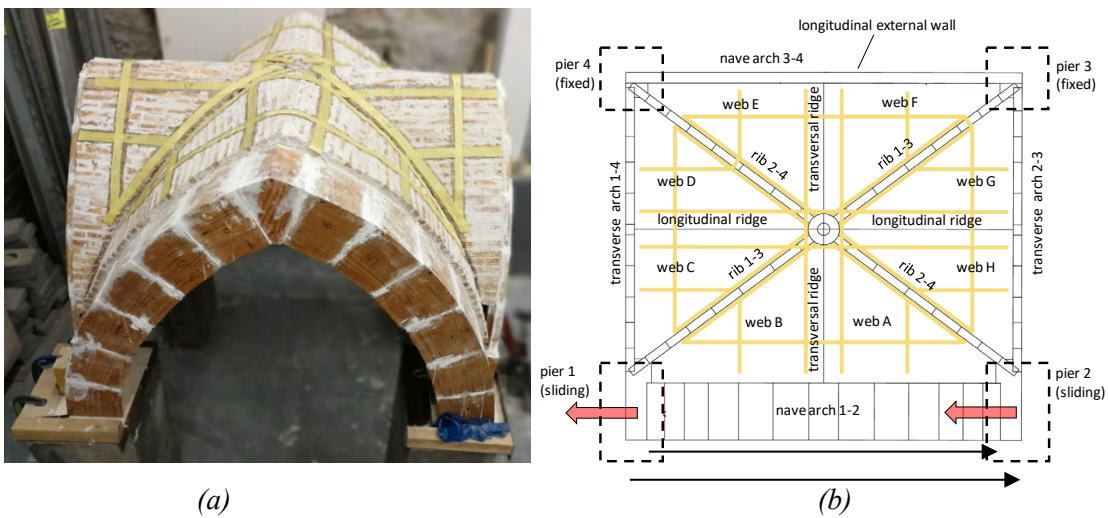 longitudinal external wall
pier 4
(fixed)
nave arch 3-4
pier 3
(fixed)
web E
transversal ridge
web F
transverse arch 1-4
rib 2-4
rib 1-3
transverse arch 2-3
web D
web G
longitudinal ridge
longitudinal ridge
web C
rib 1-3
rib 2-4
web H
web B
transversal ridge
web A
pier 1
(sliding)
nave arch 1-2
pier 2
(sliding)
(a)
(b)